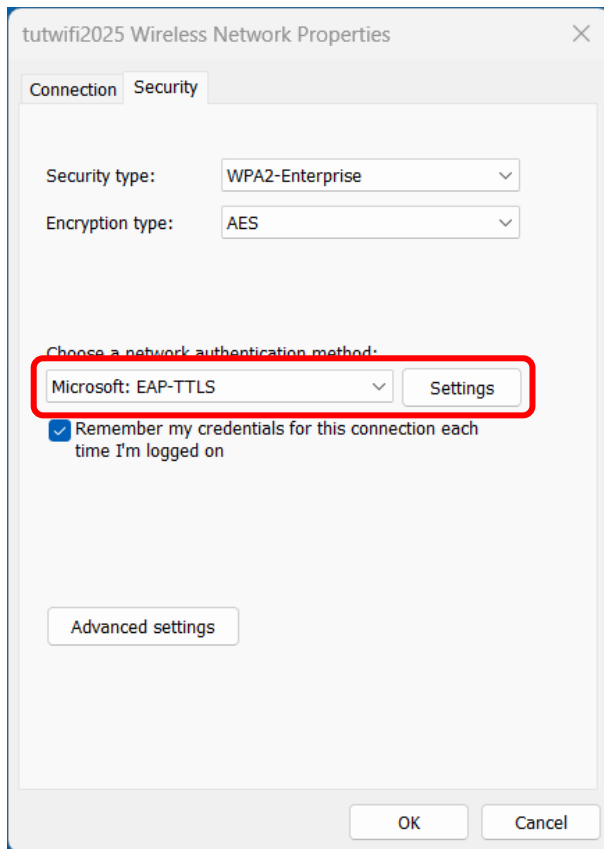 tutwifi2025 Wireless Network Properties
Connection Security
Security type: WPA2-Enterprise
Encryption type: AES
Choose a network authentication method:
Microsoft: EAP-TTLS Settings
Remember my credentials for this connection each
time I'm logged on
Advanced settings
OK Cancel